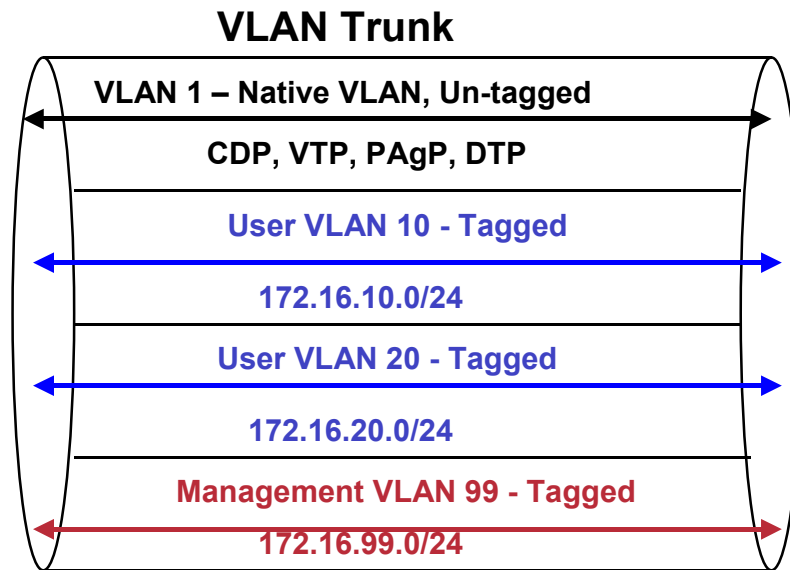 VLAN Trunk
VLAN 1 – Native VLAN, Un-tagged
CDP, VTP, PAgP, DTP
User VLAN 10 - Tagged
172.16.10.0/24
User VLAN 20 - Tagged
172.16.20.0/24
Management VLAN 99 - Tagged
172.16.99.0/24